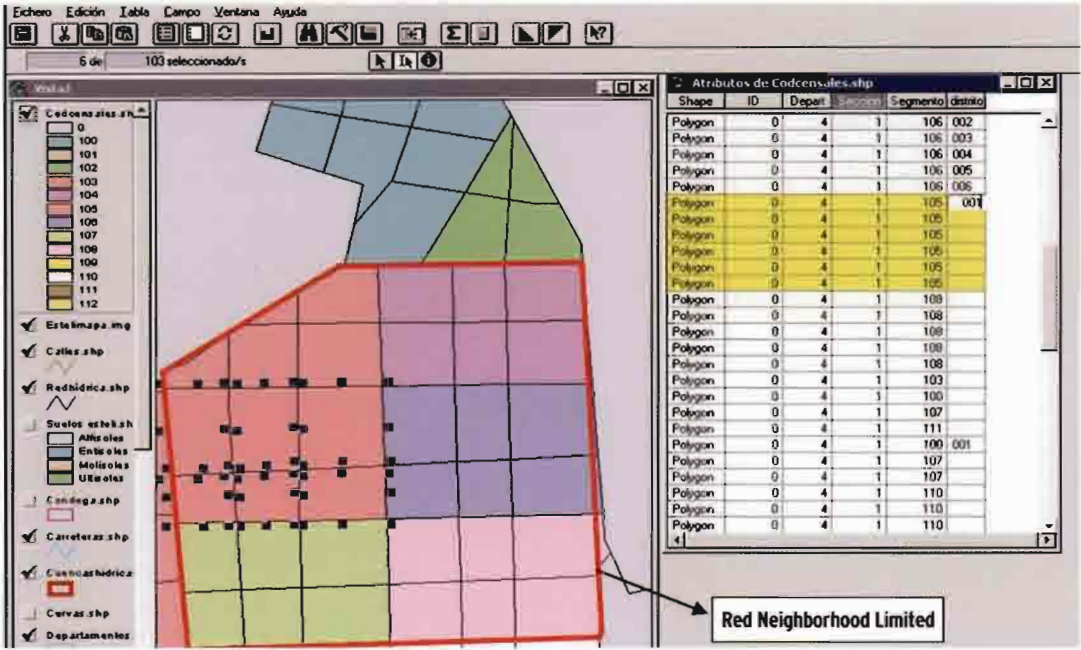 Fichero Edición Tabla Campo Ventana Ayuda
6 de 103 seleccionado/s
Vista1
Codcensales.sh
0
100
101
102
103
104
105
106
107
108
109
110
111
112
Estelimapa.img
Calles.shp
Redhidrica.shp
Suelos esteli.sh
Alfisoles
Entisoles
Molisoles
Ultisoles
Condega.shp
Carreteras.shp
Cuencashidrica
Curvas.shp
Departamentos.
Atributos de Codcensales.shp
Shape ID Depart Seccion Segmento distrito
Polygon 0 4 1 106 002
Polygon 0 4 1 106 003
Polygon 0 4 1 106 004
Polygon 0 4 1 106 005
Polygon 0 4 1 106 006
Polygon 0 4 1 105 001
Polygon 0 4 1 105
Polygon 0 4 1 105
Polygon 0 4 1 105
Polygon 0 4 1 105
Polygon 0 4 1 105
Polygon 0 4 1 108
Polygon 0 4 1 108
Polygon 0 4 1 108
Polygon 0 4 1 108
Polygon 0 4 1 108
Polygon 0 4 1 103
Polygon 0 4 1 100
Polygon 0 4 1 107
Polygon 0 4 1 111
Polygon 0 4 1 100 001
Polygon 0 4 1 107
Polygon 0 4 1 107
Polygon 0 4 1 110
Polygon 0 4 1 110
Polygon 0 4 1 110
Red Neighborhood Limited